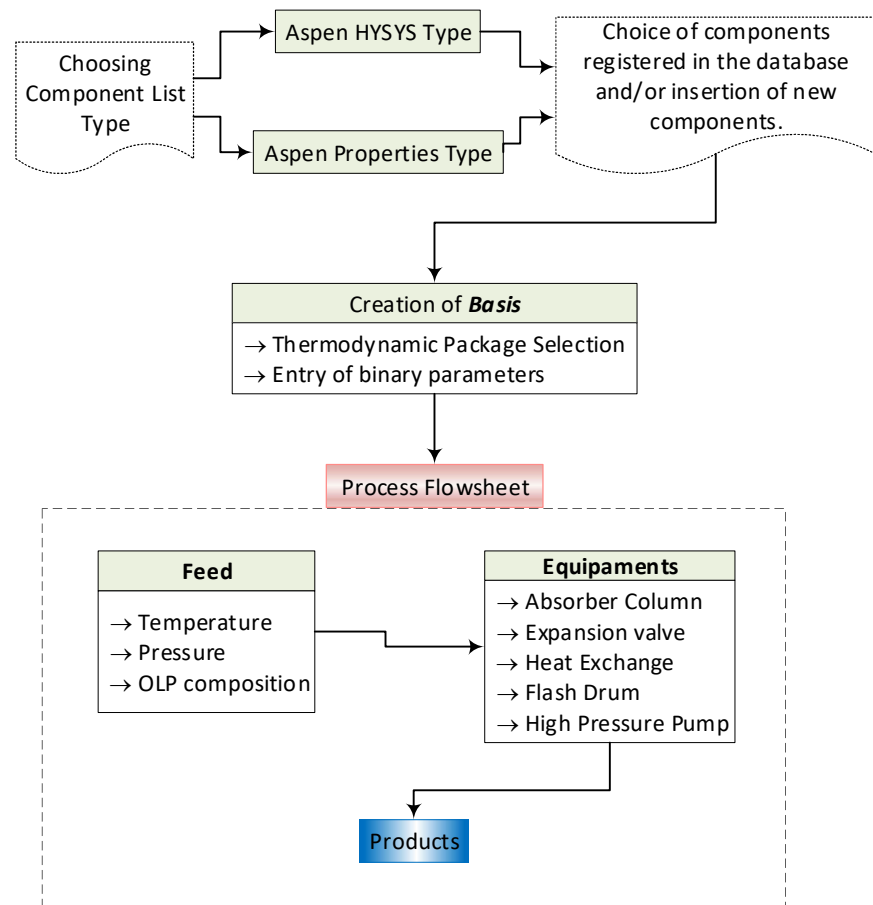 Choosing
Component List
Type
Aspen HYSYS Type
Aspen Properties Type
Choice of components
registered in the database
and/or insertion of new
components.
Creation of Basis
→ Thermodynamic Package Selection
→ Entry of binary parameters
Process Flowsheet
Feed
→ Temperature
→ Pressure
→ OLP composition
Equipaments
→ Absorber Column
→ Expansion valve
→ Heat Exchange
→ Flash Drum
→ High Pressure Pump
Products